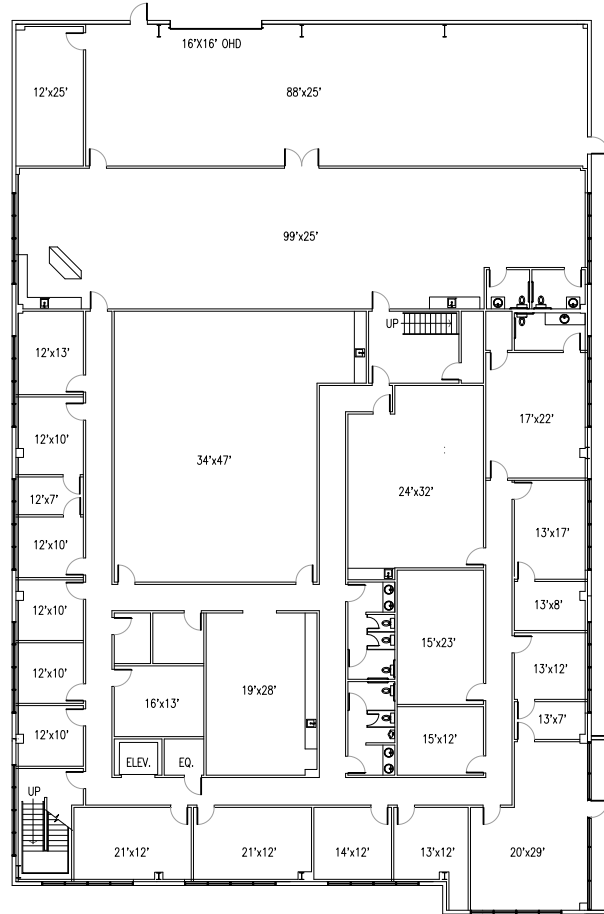 16'X16' OHD
12'x25'
88'x25'
99'x25'
UP
12'x13'
17'x22'
12'x10'
34'x47'
24'x32'
12'x7'
13'x17'
12'x10'
12'x10'
13'x8'
15'x23'
12'x10'
19'x28'
13'x12'
16'x13'
13'x7'
12'x10'
15'x12'
ELEV.
EQ.
UP
21'x12'
21'x12'
14'x12'
13'x12'
20'x29'